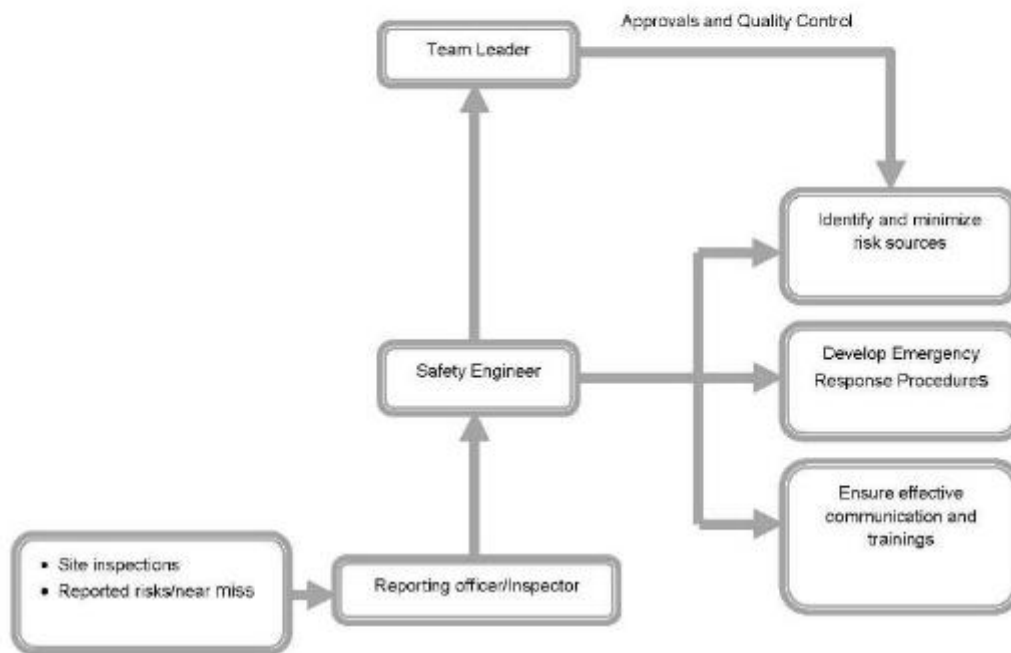 Approvals and Quality Control
Team Leader
Identify and minimize
risk sources
Safety Engineer
Develop Emergency
Response Procedures
Ensure effective
communication and
trainings
• Site inspections
• Reported risks/near miss
Reporting officer/Inspector